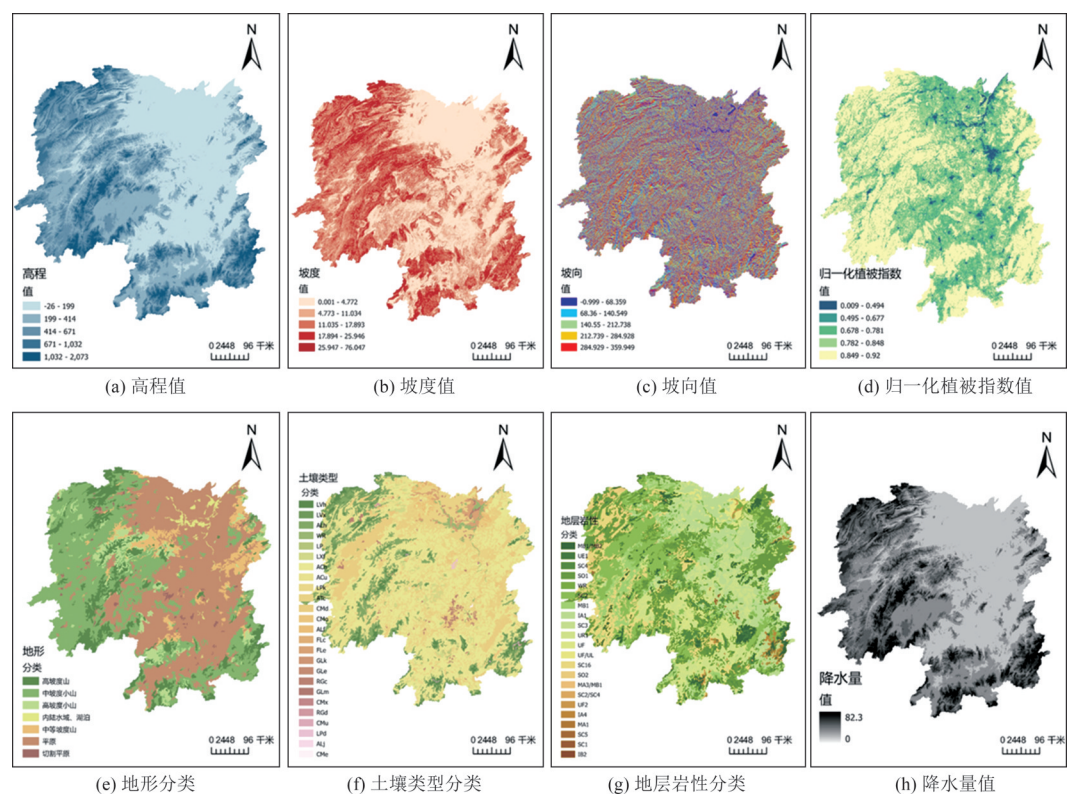 N
高程
值
-26 - 199
199 - 414
414 - 671
671 - 1,032
1,032 - 2,073
0 2448 96 千米
(a) 高程值
N
坡度
值
0.001 - 4.772
4.773 - 11.034
11.035 - 17.893
17.894 - 25.946
25.947 - 76.047
0 2448 96 千米
(b) 坡度值
N
坡向
值
-0.999 - 68.359
68.36 - 140.549
140.55 - 212.738
212.739 - 284.928
284.929 - 359.949
0 2448 96 千米
(c) 坡向值
N
归一化植被指数
值
0.009 - 0.494
0.495 - 0.677
0.678 - 0.781
0.782 - 0.848
0.849 - 0.92
0 2448 96 千米
(d) 归一化植被指数值
N
地形
分类
高坡度山
中坡度小山
高坡度小山
内陆水域、湖泊
中等坡度山
平原
切割平原
0 2448 96 千米
(e) 地形分类
N
土壤类型
分类
WR
ACu
CMd
FLc
FLe
GLk
GLe
RGc
GLm
CMx
RGd
CMu
LPd
ALj
CMe
0 2448 96 千米
(f) 土壤类型分类
N
地层岩性
分类
UE1
SC4
SO1
WR
MB1
IA1
SC3
UR1
UF
UF/UL
SC16
SO2
MA3/MB1
SC2/SC4
UF2
IA4
MA1
SC5
SC1
IB2
0 2448 96 千米
(g) 地层岩性分类
N
降水量
值
82.3
0
0 2448 96 千米
(h) 降水量值